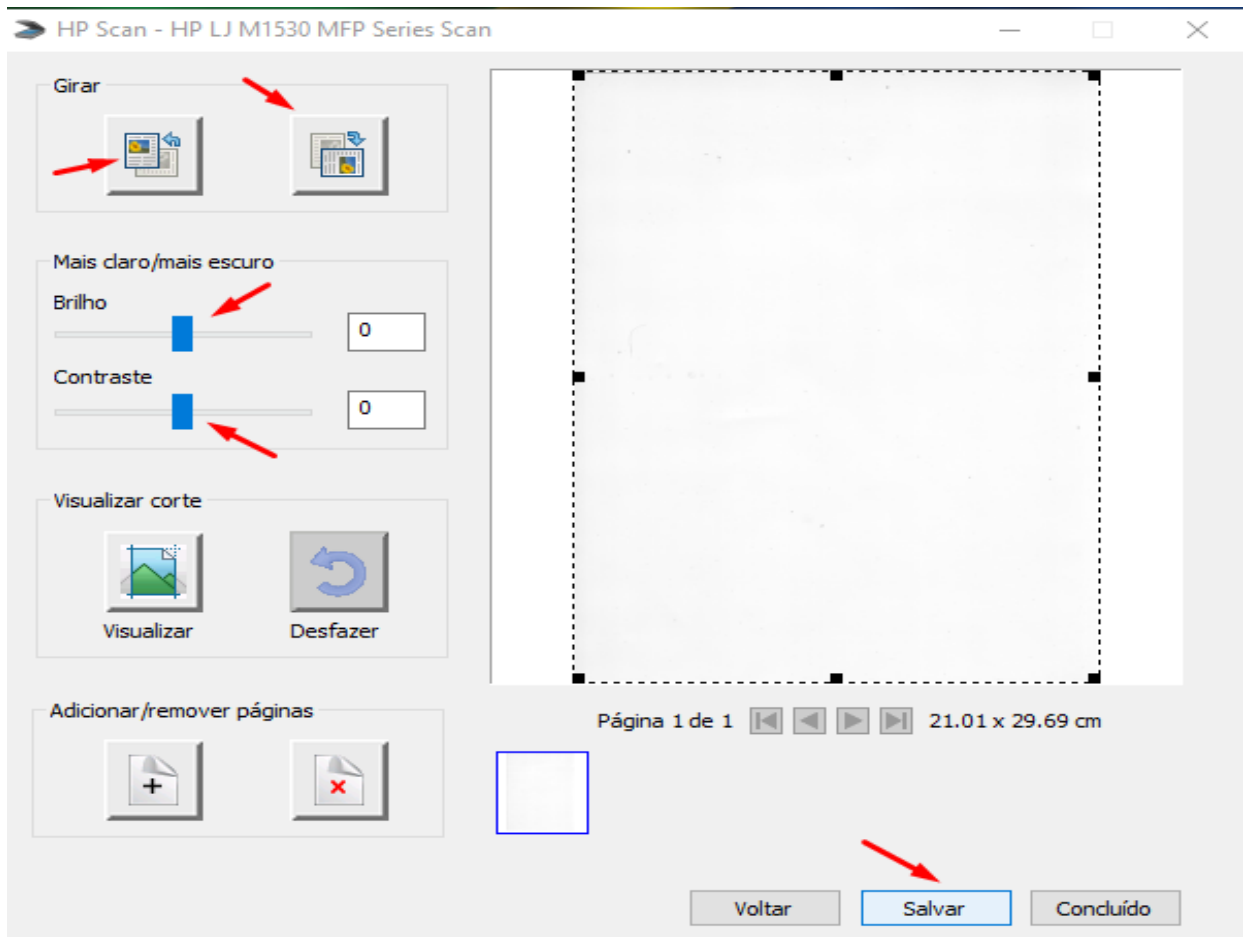 HP Scan - HP LJ M1530 MFP Series Scan
Girar
Mais claro/mais escuro
Brilho
0
Contraste
0
Visualizar corte
Visualizar Desfazer
Adicionar/remover páginas
Página 1 de 1 21.01 x 29.69 cm
Voltar Salvar Concluído